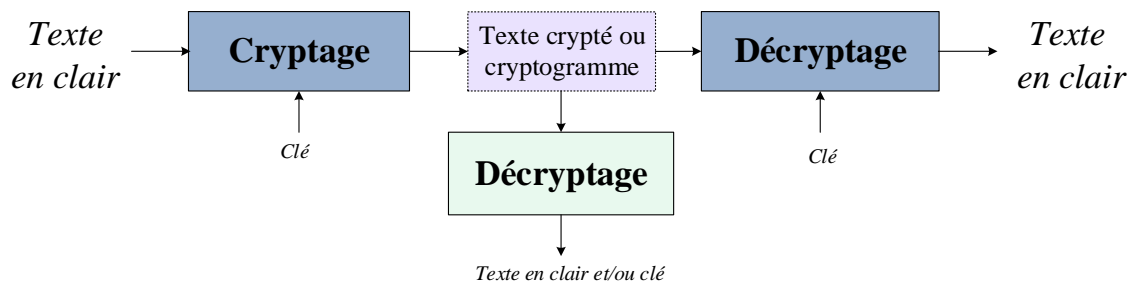 Texte
en clair
Cryptage
Texte crypté ou
cryptogramme
Décryptage
Texte
en clair
Clé
Clé
Décryptage
Texte en clair et/ou clé